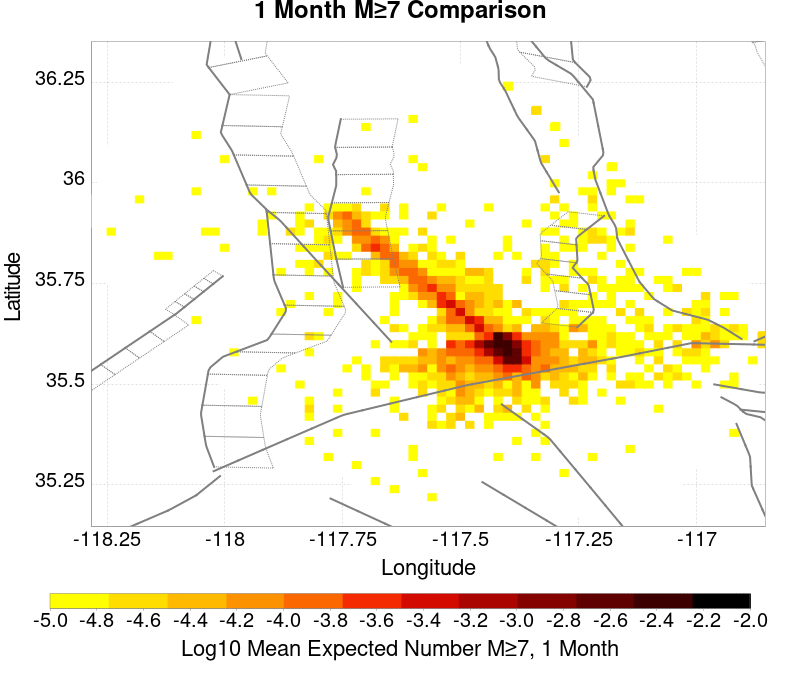 1 Month M≥7 Comparison
36.25
36
35.75
35.5
35.25
Latitude
-118.25 -118 -117.75 -117.5 -117.25 -117
Longitude
-5.0 -4.8 -4.6 -4.4 -4.2 -4.0 -3.8 -3.6 -3.4 -3.2 -3.0 -2.8 -2.6 -2.4 -2.2 -2.0
Log10 Mean Expected Number M≥7, 1 Month